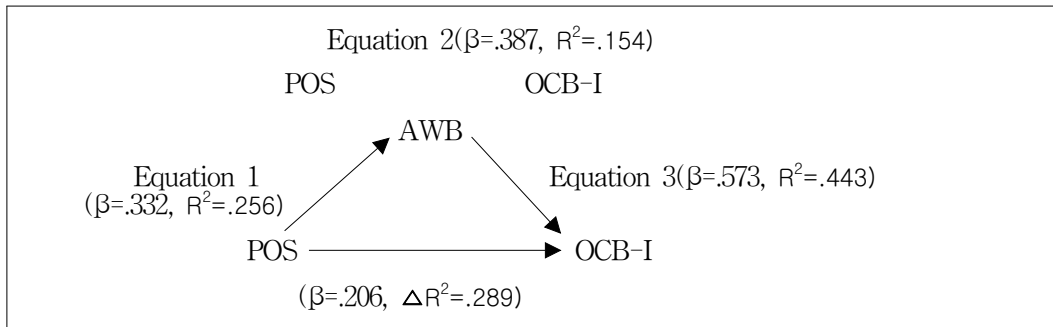 Equation 2(β=.387, R²=.154)
POS OCB-I
AWB
Equation 1
(β=.332, R²=.256)
Equation 3(β=.573, R²=.443)
POS OCB-I
(β=.206, △R²=.289)